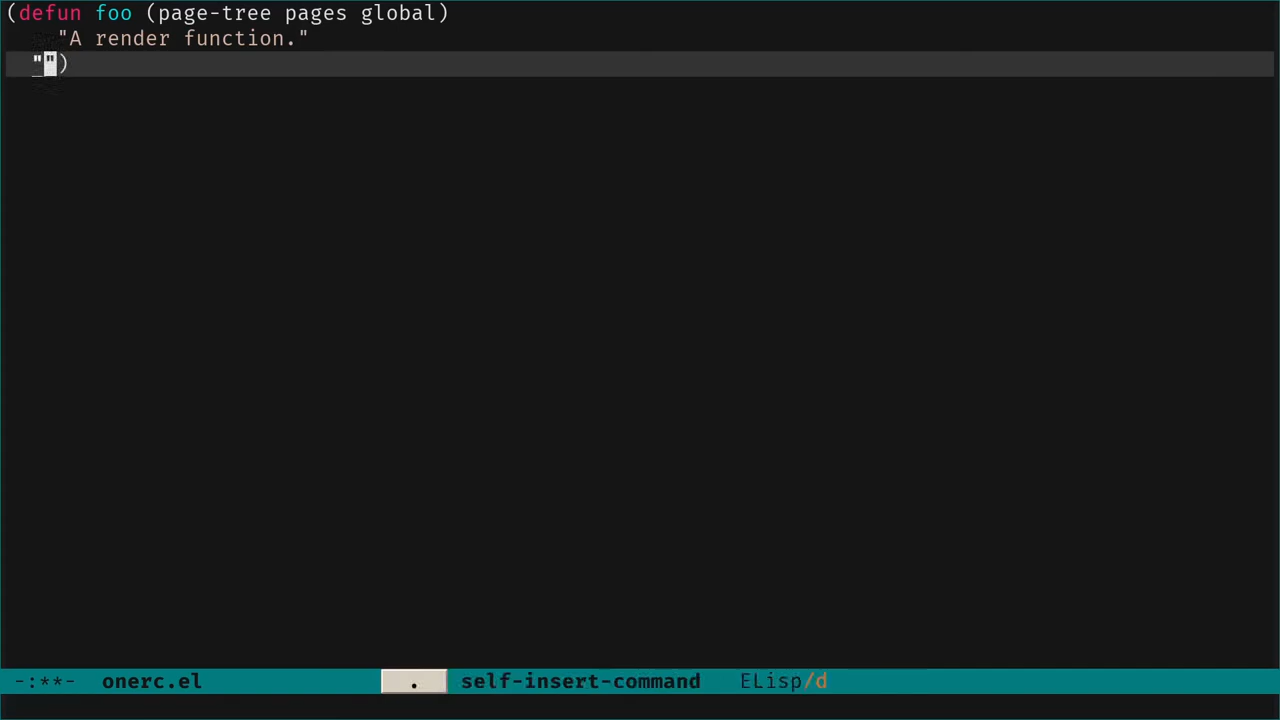 (defun foo (page-tree pages global)
"A render function."
"")
-:**- onerc.el . self-insert-command ELisp/d